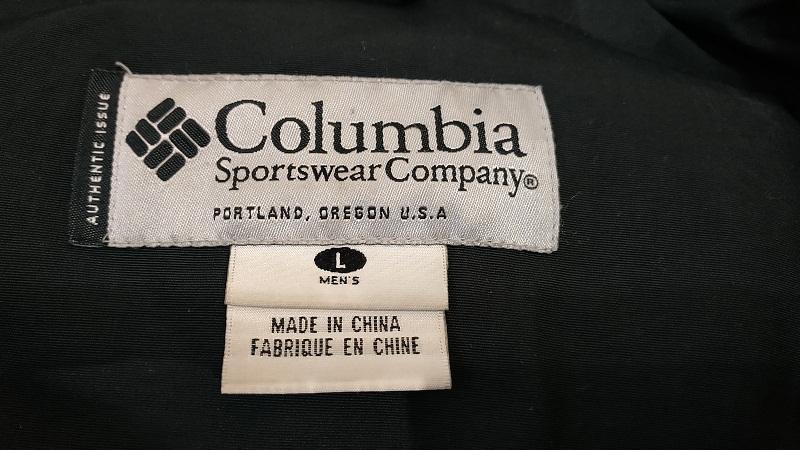 AUTHENTIC ISSUE
Columbia
Sportswear Company®
PORTLAND, OREGON U.S.A
L
MEN'S
MADE IN CHINA
FABRIQUE EN CHINE